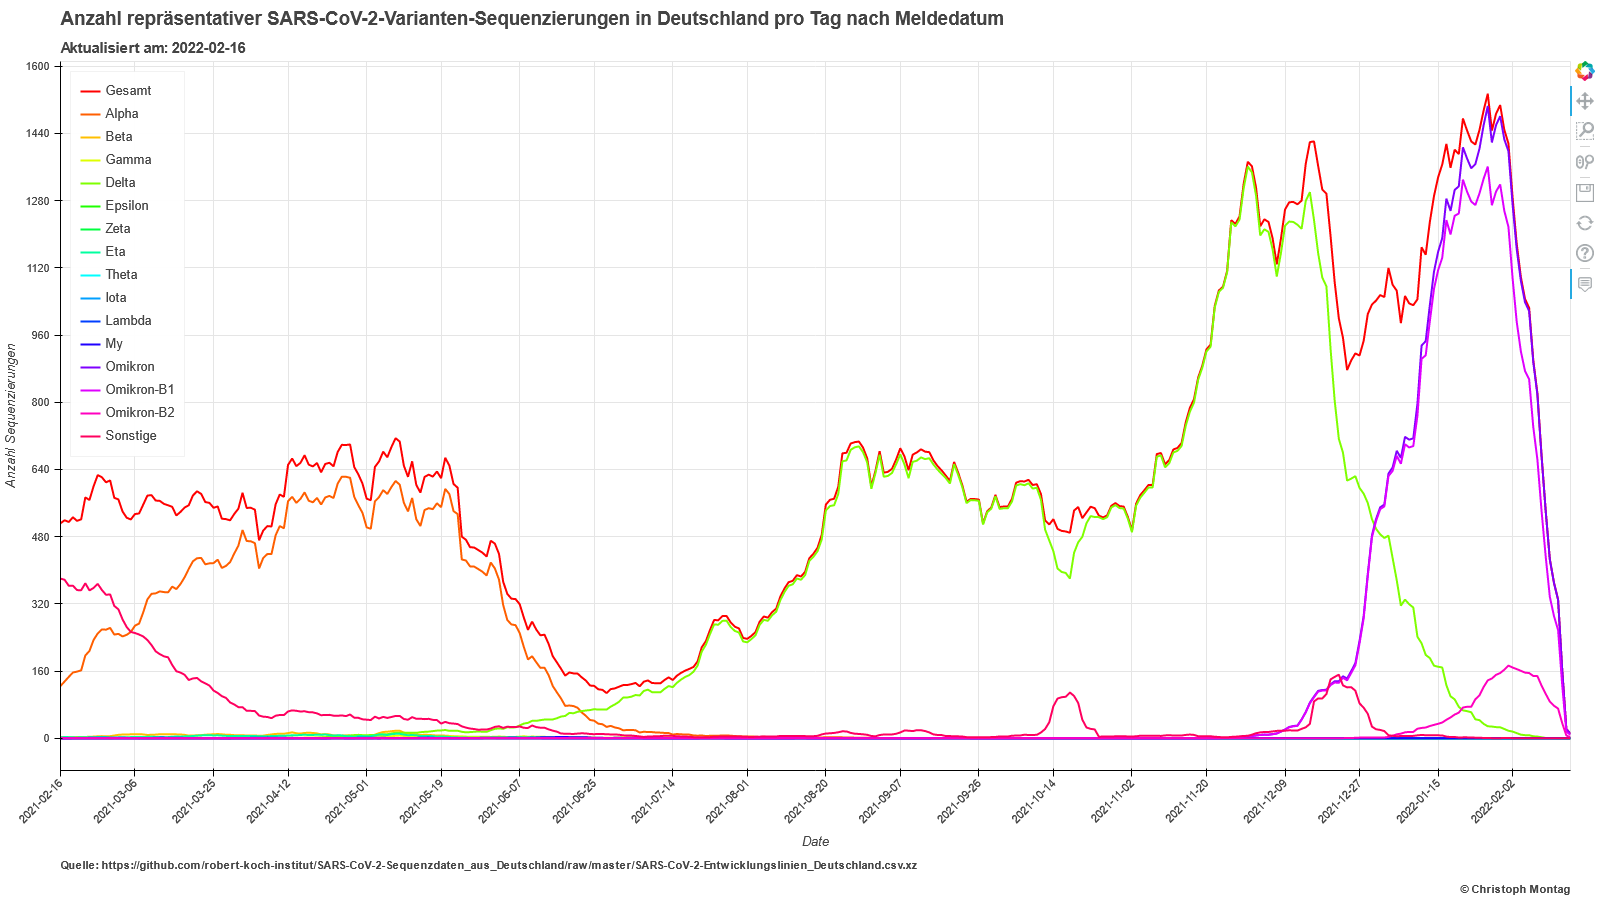 Anzahl repräsentativer SARS-CoV-2-Varianten-Sequenzierungen in Deutschland pro Tag nach Meldedatum
Aktualisiert am: 2022-02-16
1600
1440
1280
1120
960
800
640
480
320
160
0
Anzahl Sequenzierungen
Gesamt
Alpha
Beta
Gamma
Delta
Epsilon
Zeta
Eta
Theta
Iota
Lambda
My
Omikron
Omikron-B1
Omikron-B2
Sonstige
2021-02-16
2021-03-06
2021-03-25
2021-04-12
2021-05-01
2021-05-19
2021-06-07
2021-06-25
2021-07-14
2021-08-01
2021-08-20
2021-09-07
2021-09-26
2021-10-14
2021-11-02
2021-11-20
2021-12-09
2021-12-27
2022-01-15
2022-02-02
Date
Quelle: https://github.com/robert-koch-institut/SARS-CoV-2-Sequenzdaten_aus_Deutschland/raw/master/SARS-CoV-2-Entwicklungslinien_Deutschland.csv.xz
© Christoph Montag